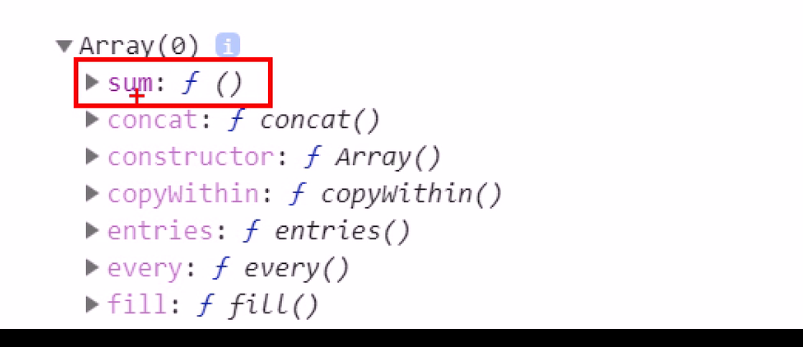 ▼Array(0) i
▶sum: ƒ ()
▶concat: ƒ concat()
▶constructor: ƒ Array()
▶copyWithin: ƒ copyWithin()
▶entries: ƒ entries()
▶every: ƒ every()
▶fill: ƒ fill()